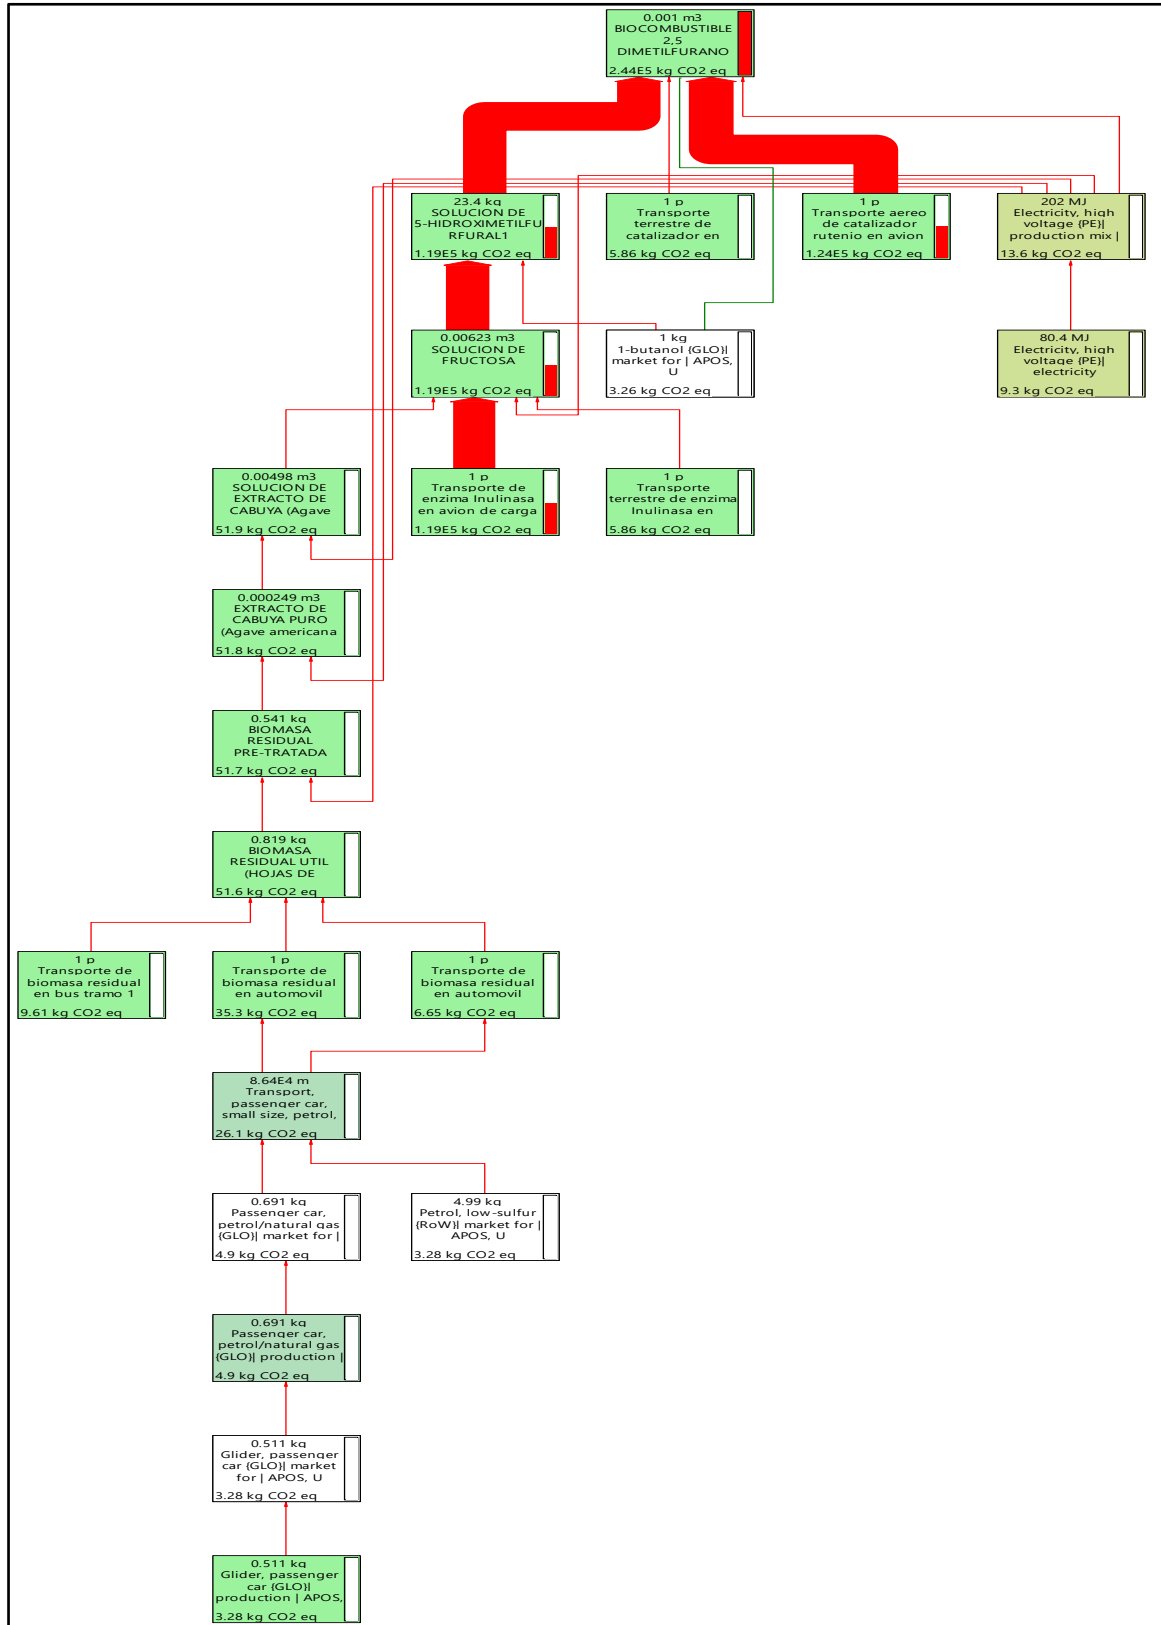 0.001 m3
BIOCOMBUSTIBLE
2,5
DIMETILFURANO
2.44E5 kg CO2 eq
23.4 kg
SOLUCION DE
5-HIDROXIMETILFU
RFURAL1
1.19E5 kg CO2 eq
1 p
Transporte
terrestre de
catalizador en
5.86 kg CO2 eq
1 p
Transporte aereo
de catalizador
rutenio en avion
1.24E5 kg CO2 eq
202 MJ
Electricity, high
voltage {PE}|
production mix |
13.6 kg CO2 eq
0.00623 m3
SOLUCION DE
FRUCTOSA
1.19E5 kg CO2 eq
1 kg
1-butanol {GLO}|
market for | APOS,
U
3.26 kg CO2 eq
80.4 MJ
Electricity, high
voltage {PE}|
electricity
9.3 kg CO2 eq
0.00498 m3
SOLUCION DE
EXTRACTO DE
CABUYA (Agave
51.9 kg CO2 eq
1 p
Transporte de
enzima Inulinasa
en avion de carga
1.19E5 kg CO2 eq
1 p
Transporte
terrestre de enzima
Inulinasa en
5.86 kg CO2 eq
0.000249 m3
EXTRACTO DE
CABUYA PURO
(Agave americana
51.8 kg CO2 eq
0.541 kg
BIOMASA
RESIDUAL
PRE-TRATADA
51.7 kg CO2 eq
0.819 kg
BIOMASA
RESIDUAL UTIL
(HOJAS DE
51.6 kg CO2 eq
1 p
Transporte de
biomasa residual
en bus tramo 1
9.61 kg CO2 eq
1 p
Transporte de
biomasa residual
en automovil
35.3 kg CO2 eq
1 p
Transporte de
biomasa residual
en automovil
6.65 kg CO2 eq
8.64E4 m
Transport,
passenger car,
small size, petrol,
26.1 kg CO2 eq
0.691 kg
Passenger car,
petrol/natural gas
{GLO}| market for |
4.9 kg CO2 eq
4.99 kg
Petrol, low-sulfur
{RoW}| market for |
APOS, U
3.28 kg CO2 eq
0.691 kg
Passenger car,
petrol/natural gas
{GLO}| production |
4.9 kg CO2 eq
0.511 kg
Glider, passenger
car {GLO}| market
for | APOS, U
3.28 kg CO2 eq
0.511 kg
Glider, passenger
car {GLO}|
production | APOS,
3.28 kg CO2 eq